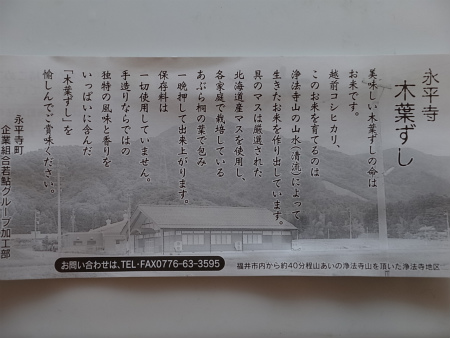 永平寺
木葉ずし
美味しい木葉ずしの命は
お米です。
越前コシヒカリ、
このお米を育てるのは
浄法寺山の山水(清流)によって、
生きたお米を作り出しています。
具のマスは厳選された
北海道産マスを使用し、
各家庭で栽培している
あぶら桐の葉で包み
一晩押して出来上がります。
保存料は
一切使用していません。
手造りならではの
独特の風味と香りを
いっぱいに含んだ
「木葉ずし」を
愉しんでご賞味ください。
永平寺町
企業組合若鮎グループ加工部
お問い合わせは、TEL・FAX0776-63-3595
福井市内から約40分程山あいの浄法寺山を頂いた浄法寺地区